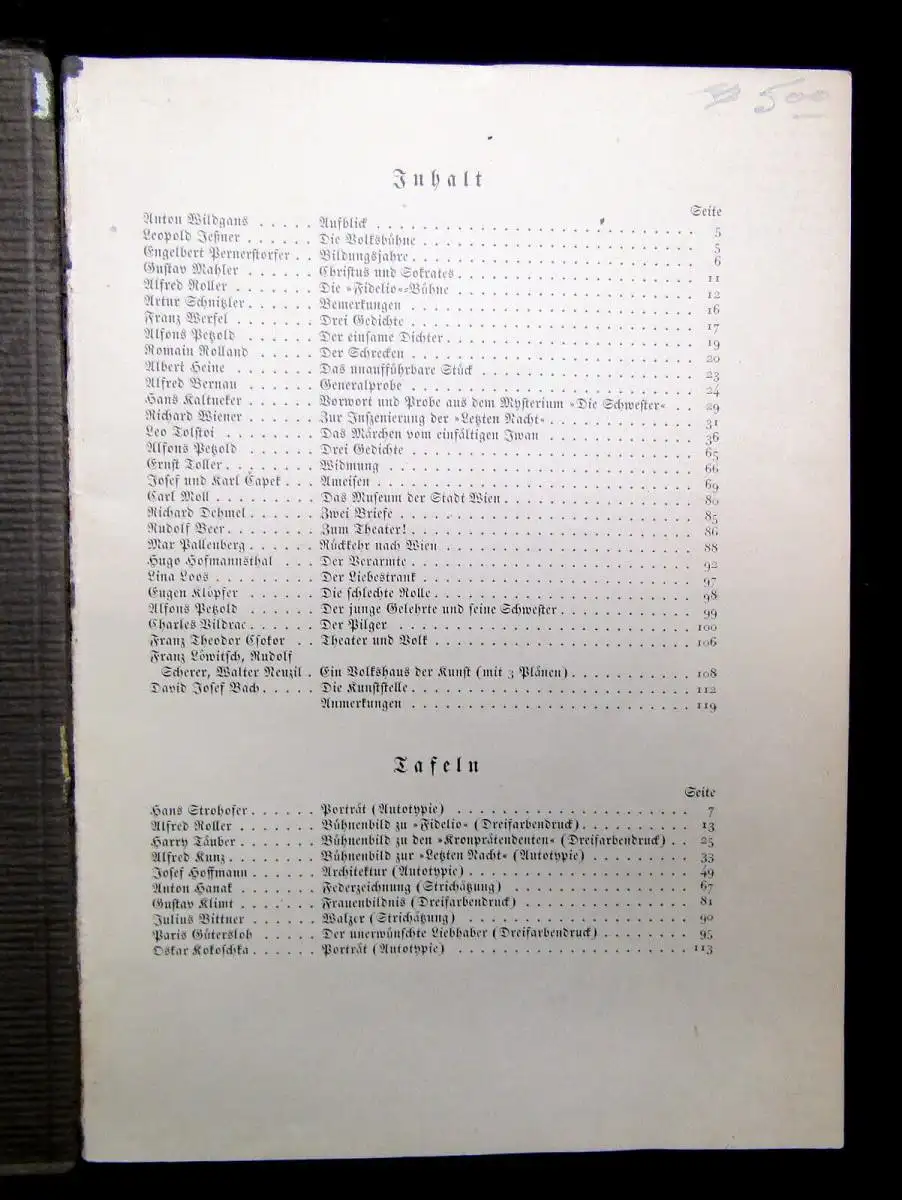 500
Inhalt
Seite
Anton Wildgans . . . . . Aufblick . . . . . 5
Leopold Jeßner . . . . . Die Volksbühne . . . . . 5
Engelbert Pernerstorfer . . Bildungsjahre . . . . . 6
Gustav Mahler . . . . . Christus und Sokrates . . . . . 11
Alfred Roller . . . . . Die »Fidelio«-Bühne . . . . . 12
Artur Schnitzler . . . . . Bemerkungen . . . . . 16
Franz Werfel . . . . . Drei Gedichte . . . . . 17
Alfons Petzold . . . . . Der einsame Dichter . . . . . 19
Romain Rolland . . . . . Der Schrecken . . . . . 20
Albert Heine . . . . . Das unaufführbare Stück . . . . . 23
Alfred Bernau . . . . . Generalprobe . . . . . 24
Hans Kaltneker . . . . . Vorwort und Probe aus dem Mysterium »Die Schwester« . . 29
Richard Wiener . . . . . Zur Inszenierung der »Letzten Nacht« . . . . . 31
Leo Tolstoi . . . . . Das Märchen vom einfältigen Iwan . . . . . 36
Alfons Petzold . . . . . Drei Gedichte . . . . . 65
Ernst Toller . . . . . Widmung . . . . . 66
Josef und Karl Čapek . . . Ameisen . . . . . 69
Carl Moll . . . . . Das Museum der Stadt Wien . . . . . 80
Richard Dehmel . . . . . Zwei Briefe . . . . . 85
Rudolf Beer . . . . . Zum Theater! . . . . . 86
Max Pallenberg . . . . . Rückkehr nach Wien . . . . . 88
Hugo Hofmannsthal . . . Der Verarmte . . . . . 92
Lina Loos . . . . . Der Liebestrank . . . . . 97
Eugen Klöpfer . . . . . Die schlechte Rolle . . . . . 98
Alfons Petzold . . . . . Der junge Gelehrte und seine Schwester . . . . . 99
Charles Vildrac . . . . . Der Pilger . . . . . 100
Franz Theodor Csokor . . Theater und Volk . . . . . 106
Franz Löwitsch, Rudolf
Scherer, Walter Neuzil . Ein Volkshaus der Kunst (mit 3 Plänen) . . . . . 108
David Josef Bach . . . . . Die Kunststelle . . . . . 112
Anmerkungen . . . . . 119
Tafeln
Seite
Hans Strohofer . . . . . Porträt (Autotypie) . . . . . 7
Alfred Roller . . . . . Bühnenbild zu »Fidelio« (Dreifarbendruck) . . . . . 13
Harry Täuber . . . . . Bühnenbild zu den »Kronprätendenten« (Dreifarbendruck) . . 25
Alfred Kunz . . . . . Bühnenbild zur »Letzten Nacht« (Autotypie) . . . . . 33
Josef Hoffmann . . . . . Architektur (Autotypie) . . . . . 49
Anton Hanak . . . . . Federzeichnung (Strichätzung) . . . . . 67
Gustav Klimt . . . . . Frauenbildnis (Dreifarbendruck) . . . . . 81
Julius Bittner . . . . . Walzer (Strichätzung) . . . . . 90
Paris Gütersloh . . . . . Der unerwünschte Liebhaber (Dreifarbendruck) . . . . . 95
Oskar Kokoschka . . . . . Porträt (Autotypie) . . . . . 113